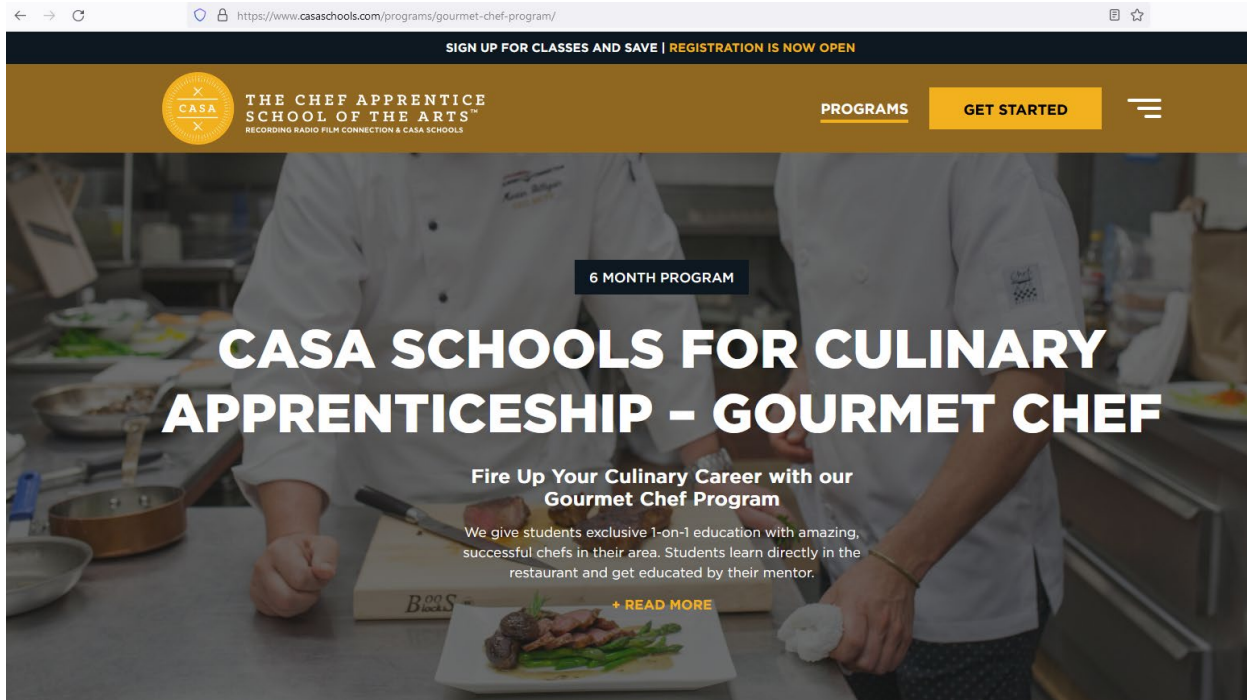 https://www.casaschools.com/programs/gourmet-chef-program/
SIGN UP FOR CLASSES AND SAVE | REGISTRATION IS NOW OPEN
CASA
THE CHEF APPRENTICE
SCHOOL OF THE ARTS™
RECORDING RADIO FILM CONNECTION & CASA SCHOOLS
PROGRAMS
GET STARTED
6 MONTH PROGRAM
CASA SCHOOLS FOR CULINARY
APPRENTICESHIP – GOURMET CHEF
Fire Up Your Culinary Career with our
Gourmet Chef Program
We give students exclusive 1-on-1 education with amazing,
successful chefs in their area. Students learn directly in the
restaurant and get educated by their mentor.
+ READ MORE